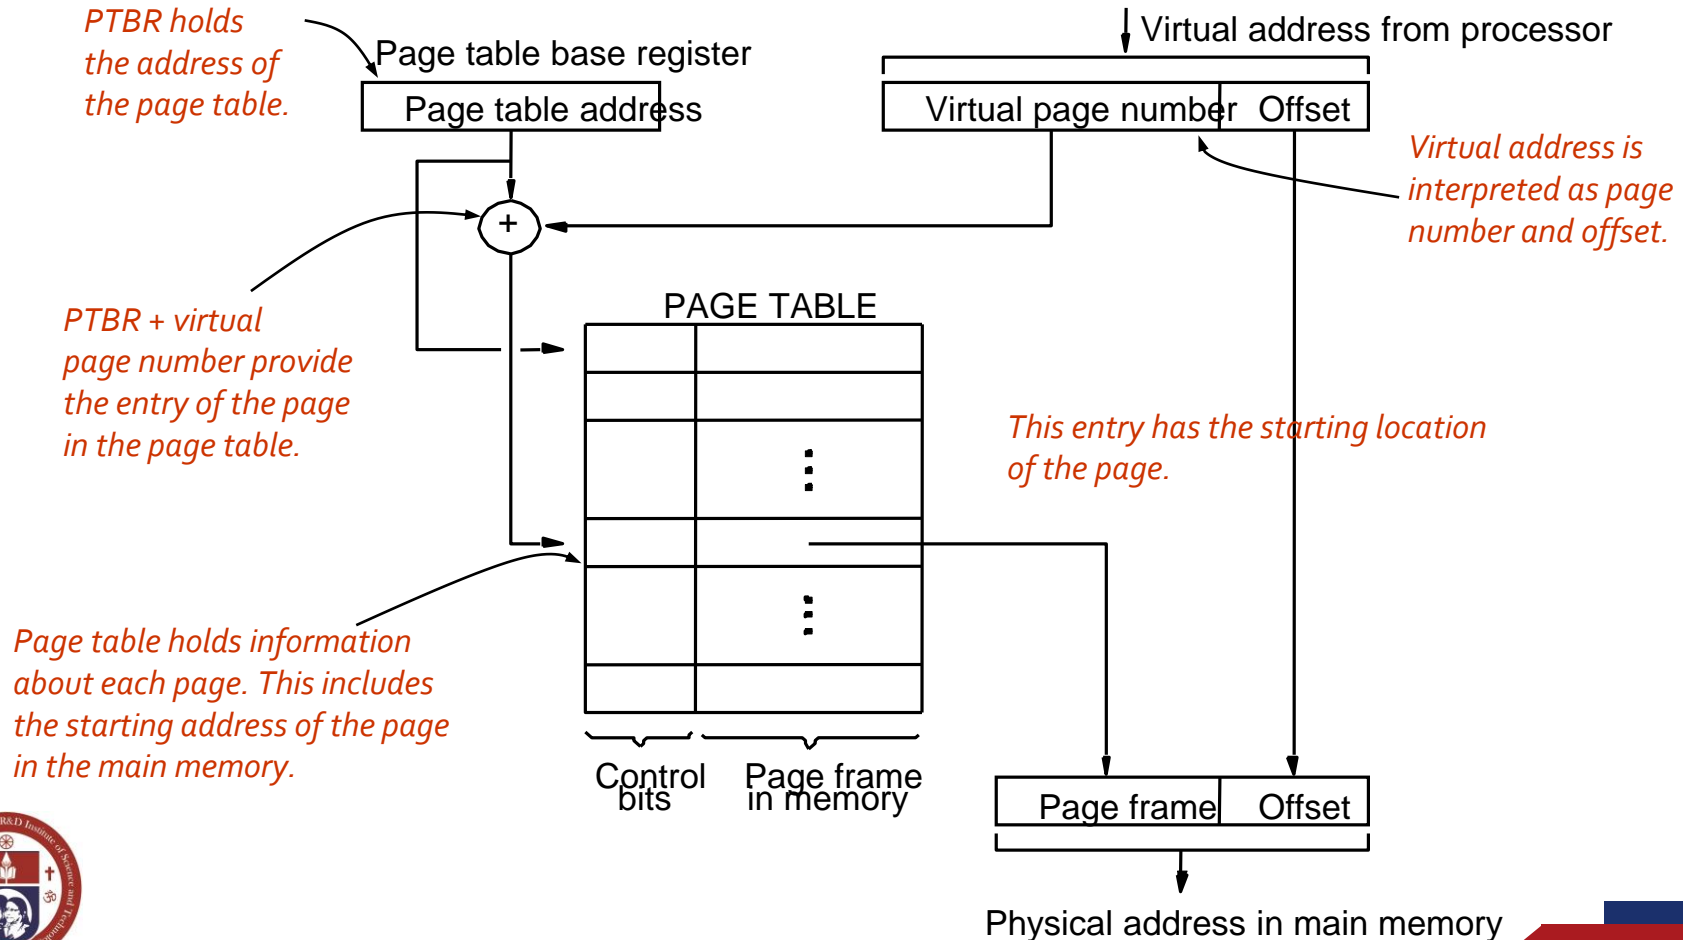 PTBR holds
the address of
the page table.
Page table base register
Page table address
Virtual address from processor
Virtual page number
Offset
Virtual address is
interpreted as page
number and offset.
+
PTBR + virtual
page number provide
the entry of the page
in the page table.
PAGE TABLE
This entry has the starting location
of the page.
Page table holds information
about each page. This includes
the starting address of the page
in the main memory.
Control
bits
Page frame
in memory
Page frame
Offset
Physical address in main memory
R&D Institute of Science and